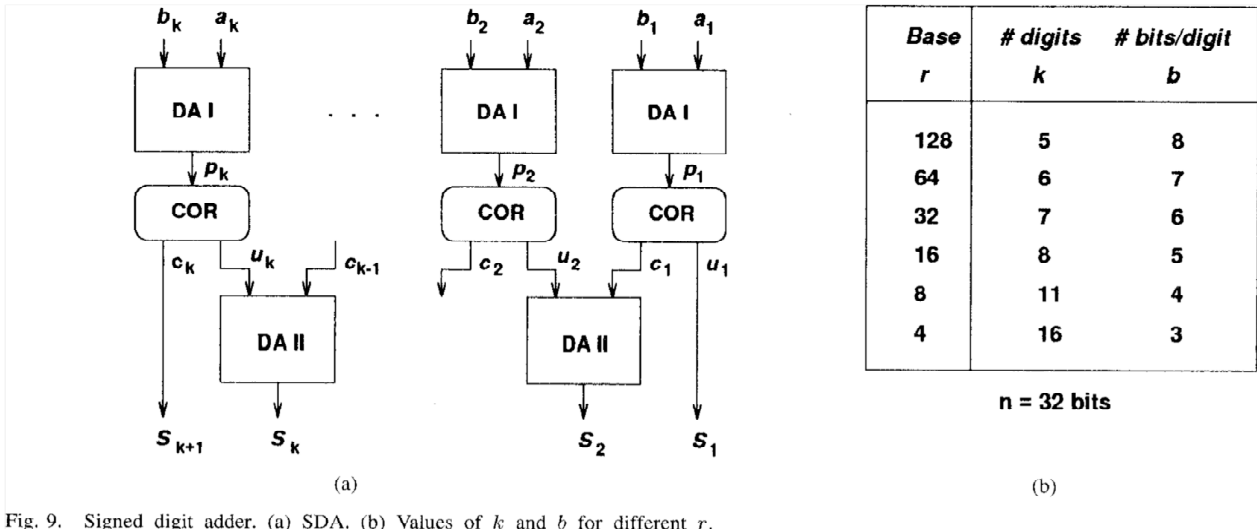 b_k a_k b_2 a_2 b_1 a_1
DA I . . . DA I DA I
p_k p_2 p_1
COR COR COR
c_k u_k c_{k-1} c_2 u_2 c_1 u_1
DA II DA II
S_{k+1} S_k S_2 S_1
(a)
Base # digits # bits/digit
r k b
128 5 8
64 6 7
32 7 6
16 8 5
8 11 4
4 16 3
n = 32 bits
(b)
Fig. 9. Signed digit adder. (a) SDA. (b) Values of k and b for different r.